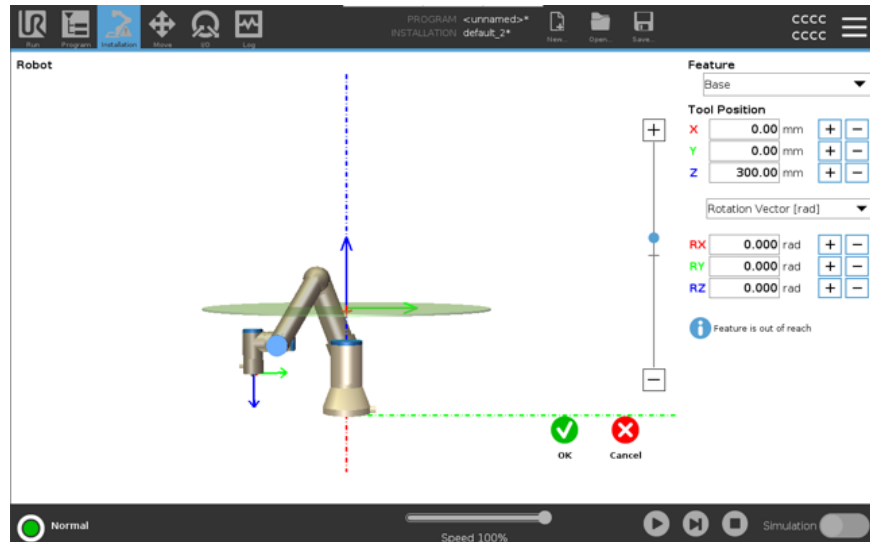 PROGRAM <unnamed>*
INSTALLATION default_2*
Run
Program
Installation
Move
I/O
Log
New...
Open...
Save...
cccc
cccc
Robot
Feature
Base
Tool Position
X 0.00 mm + −
Y 0.00 mm + −
Z 300.00 mm + −
Rotation Vector [rad]
RX 0.000 rad + −
RY 0.000 rad + −
RZ 0.000 rad + −
Feature is out of reach
+
−
OK
Cancel
Normal
Speed 100%
Simulation